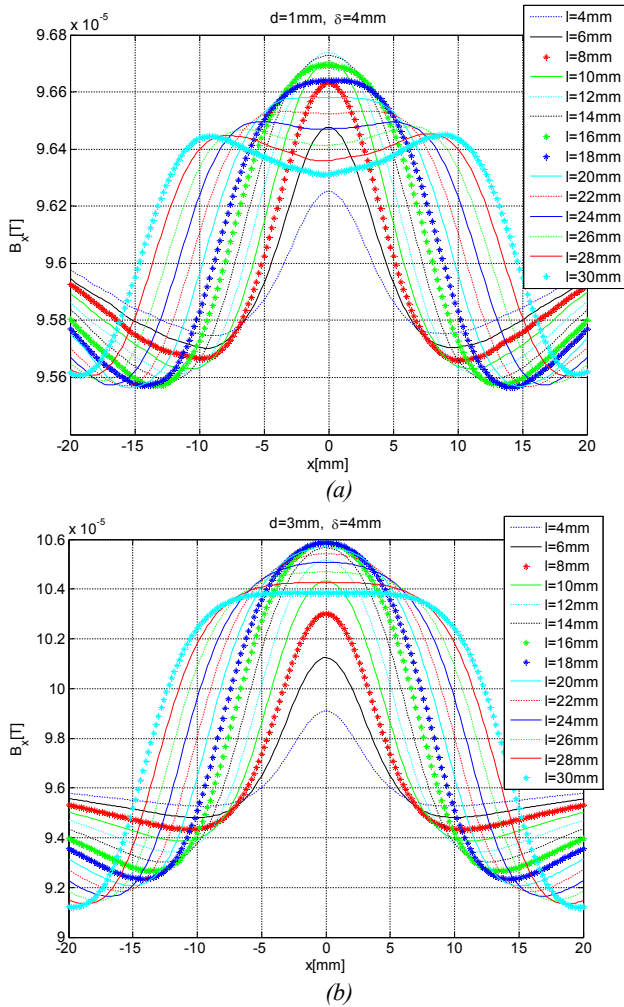 d=1mm, δ=4mm
x 10⁻⁵
9.68
9.66
9.64
9.62
9.6
9.58
9.56
Bx[T]
-20 -15 -10 -5 0 5 10 15 20
x[mm]
l=4mm
l=6mm
l=8mm
l=10mm
l=12mm
l=14mm
l=16mm
l=18mm
l=20mm
l=22mm
l=24mm
l=26mm
l=28mm
l=30mm
(a)
d=3mm, δ=4mm
x 10⁻⁵
10.6
10.4
10.2
10
9.8
9.6
9.4
9.2
9
Bx[T]
-20 -15 -10 -5 0 5 10 15 20
x[mm]
l=4mm
l=6mm
l=8mm
l=10mm
l=12mm
l=14mm
l=16mm
l=18mm
l=20mm
l=22mm
l=24mm
l=26mm
l=28mm
l=30mm
(b)